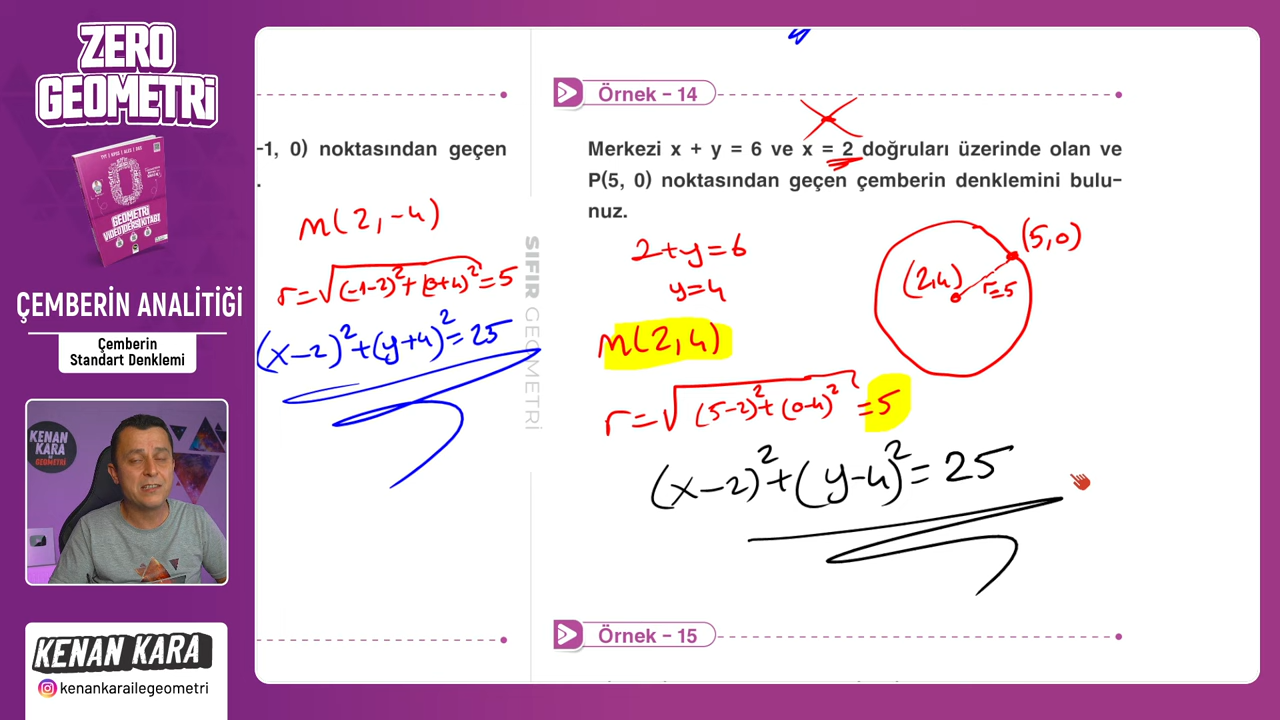 ZERO
GEOMETRİ
GEOMETRİ
VİDEO DERS KİTABI
ÇEMBERİN ANALİTİĞİ
Çemberin
Standart Denklemi
KENAN
KARA
ile GEOMETRİ
KENAN KARA
kenankarailegeometri
-1, 0) noktasından geçen
.
M(2,-4)
r=√(-1-2)²+(0+4)²=5
(x-2)²+(y+4)²=25
SIFIR GEOMETRİ
Örnek - 14
Merkezi x + y = 6 ve x = 2 doğruları üzerinde olan ve
P(5, 0) noktasından geçen çemberin denklemini bulu-
nuz.
2+y=6
y=4
M(2,4)
r=√(5-2)²+(0-4)²=5
(5,0)
(2,4)
r=5
(x-2)²+(y-4)²=25
Örnek - 15